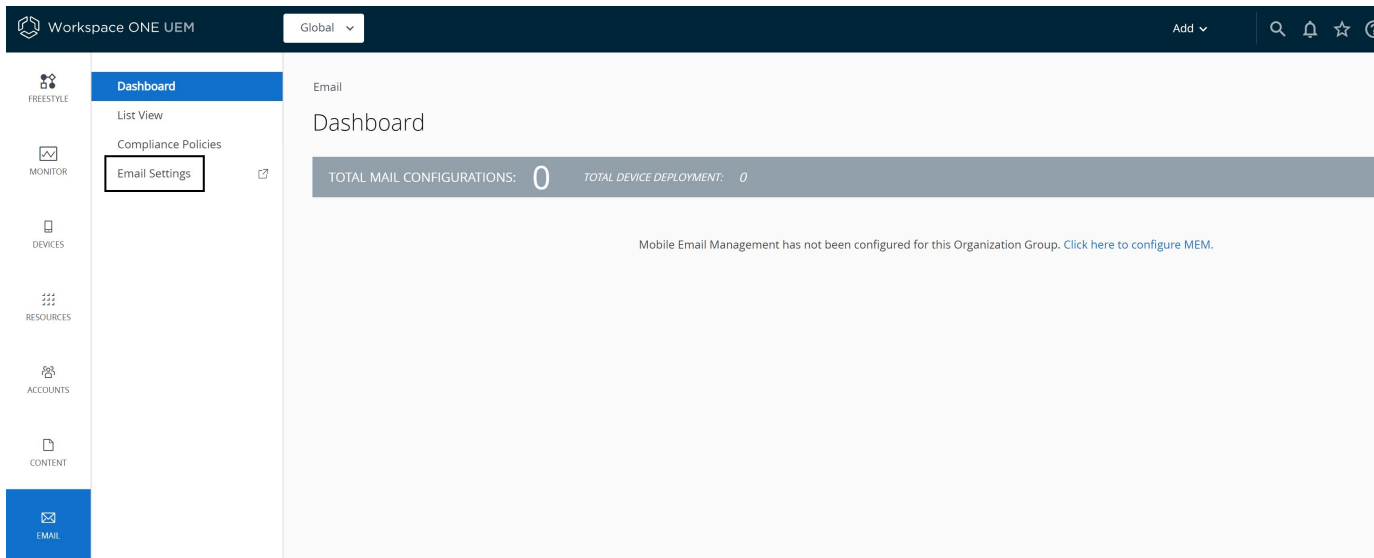 Workspace ONE UEM
Global
Add
FREESTYLE
MONITOR
DEVICES
RESOURCES
ACCOUNTS
CONTENT
EMAIL
Dashboard
List View
Compliance Policies
Email Settings
Email
Dashboard
TOTAL MAIL CONFIGURATIONS: 0 TOTAL DEVICE DEPLOYMENT: 0
Mobile Email Management has not been configured for this Organization Group. Click here to configure MEM.